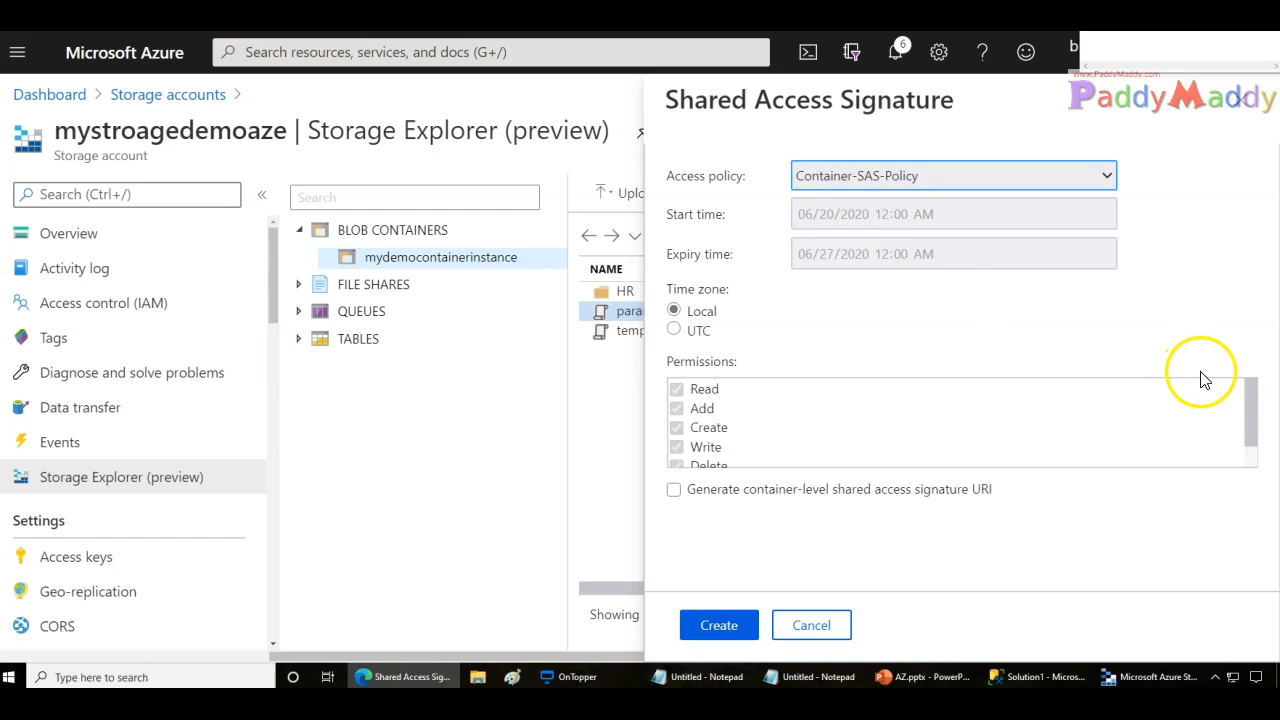 Microsoft Azure
Search resources, services, and docs (G+/)
6
b
www.PaddyMaddy.com
PaddyMaddy
Dashboard > Storage accounts >
mystroagedemoaze | Storage Explorer (preview)
Storage account
Search (Ctrl+/)
«
Overview
Activity log
Access control (IAM)
Tags
Diagnose and solve problems
Data transfer
Events
Storage Explorer (preview)
Settings
Access keys
Geo-replication
CORS
Search
BLOB CONTAINERS
mydemocontainerinstance
FILE SHARES
QUEUES
TABLES
Uplo
NAME
HR
para
temp
Showing
Shared Access Signature
Access policy:
Container-SAS-Policy
Start time:
06/20/2020 12:00 AM
Expiry time:
06/27/2020 12:00 AM
Time zone:
Local
UTC
Permissions:
Read
Add
Create
Write
Delete
Generate container-level shared access signature URI
Create
Cancel
Type here to search
Shared Access Sig...
OnTopper
Untitled - Notepad
Untitled - Notepad
AZ.pptx - PowerP...
Solution1 - Micros...
Microsoft Azure St...